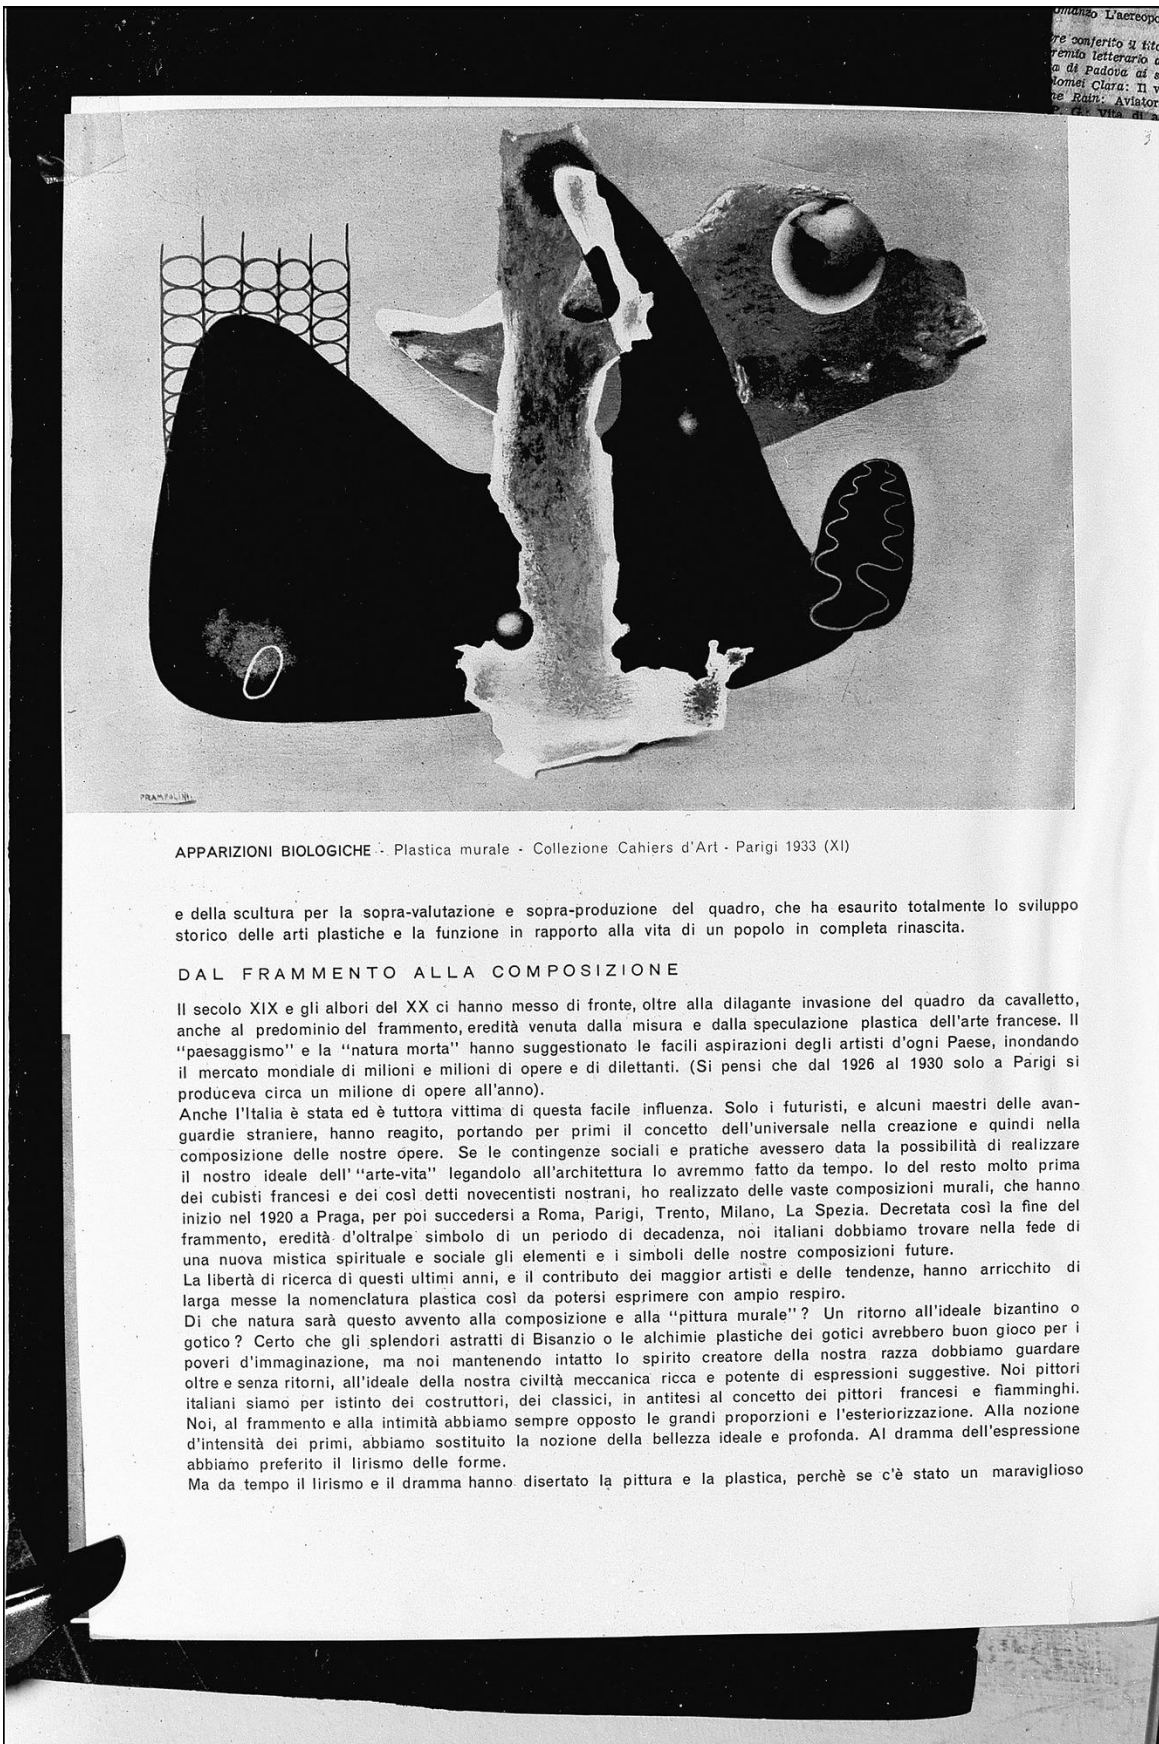 omanzo L'aereopo
re conferito il tito
remio letterario
a di Padova ai s
lomei Clara: Il v
ne Rain: Aviator
P. G.: Vita di a
3
PRAMPOLINI
APPARIZIONI BIOLOGICHE - Plastica murale - Collezione Cahiers d'Art - Parigi 1933 (XI)
e della scultura per la sopra-valutazione e sopra-produzione del quadro, che ha esaurito totalmente lo sviluppo
storico delle arti plastiche e la funzione in rapporto alla vita di un popolo in completa rinascita.
DAL FRAMMENTO ALLA COMPOSIZIONE
Il secolo XIX e gli albori del XX ci hanno messo di fronte, oltre alla dilagante invasione del quadro da cavalletto,
anche al predominio del frammento, eredità venuta dalla misura e dalla speculazione plastica dell'arte francese. Il
"paesaggismo" e la "natura morta" hanno suggestionato le facili aspirazioni degli artisti d'ogni Paese, inondando
il mercato mondiale di milioni e milioni di opere e di dilettanti. (Si pensi che dal 1926 al 1930 solo a Parigi si
produceva circa un milione di opere all'anno).
Anche l'Italia è stata ed è tuttora vittima di questa facile influenza. Solo i futuristi, e alcuni maestri delle avan-
guardie straniere, hanno reagito, portando per primi il concetto dell'universale nella creazione e quindi nella
composizione delle nostre opere. Se le contingenze sociali e pratiche avessero data la possibilità di realizzare
il nostro ideale dell' "arte-vita" legandolo all'architettura lo avremmo fatto da tempo. Io del resto molto prima
dei cubisti francesi e dei così detti novecentisti nostrani, ho realizzato delle vaste composizioni murali, che hanno
inizio nel 1920 a Praga, per poi succedersi a Roma, Parigi, Trento, Milano, La Spezia. Decretata così la fine del
frammento, eredità d'oltralpe simbolo di un periodo di decadenza, noi italiani dobbiamo trovare nella fede di
una nuova mistica spirituale e sociale gli elementi e i simboli delle nostre composizioni future.
La libertà di ricerca di questi ultimi anni, e il contributo dei maggior artisti e delle tendenze, hanno arricchito di
larga messe la nomenclatura plastica così da potersi esprimere con ampio respiro.
Di che natura sarà questo avvento alla composizione e alla "pittura murale"? Un ritorno all'ideale bizantino o
gotico? Certo che gli splendori astratti di Bisanzio o le alchimie plastiche dei gotici avrebbero buon gioco per i
poveri d'immaginazione, ma noi mantenendo intatto lo spirito creatore della nostra razza dobbiamo guardare
oltre e senza ritorni, all'ideale della nostra civiltà meccanica ricca e potente di espressioni suggestive. Noi pittori
italiani siamo per istinto dei costruttori, dei classici, in antitesi al concetto dei pittori francesi e fiamminghi.
Noi, al frammento e alla intimità abbiamo sempre opposto le grandi proporzioni e l'esteriorizzazione. Alla nozione
d'intensità dei primi, abbiamo sostituito la nozione della bellezza ideale e profonda. Al dramma dell'espressione
abbiamo preferito il lirismo delle forme.
Ma da tempo il lirismo e il dramma hanno disertato la pittura e la plastica, perchè se c'è stato un maraviglioso